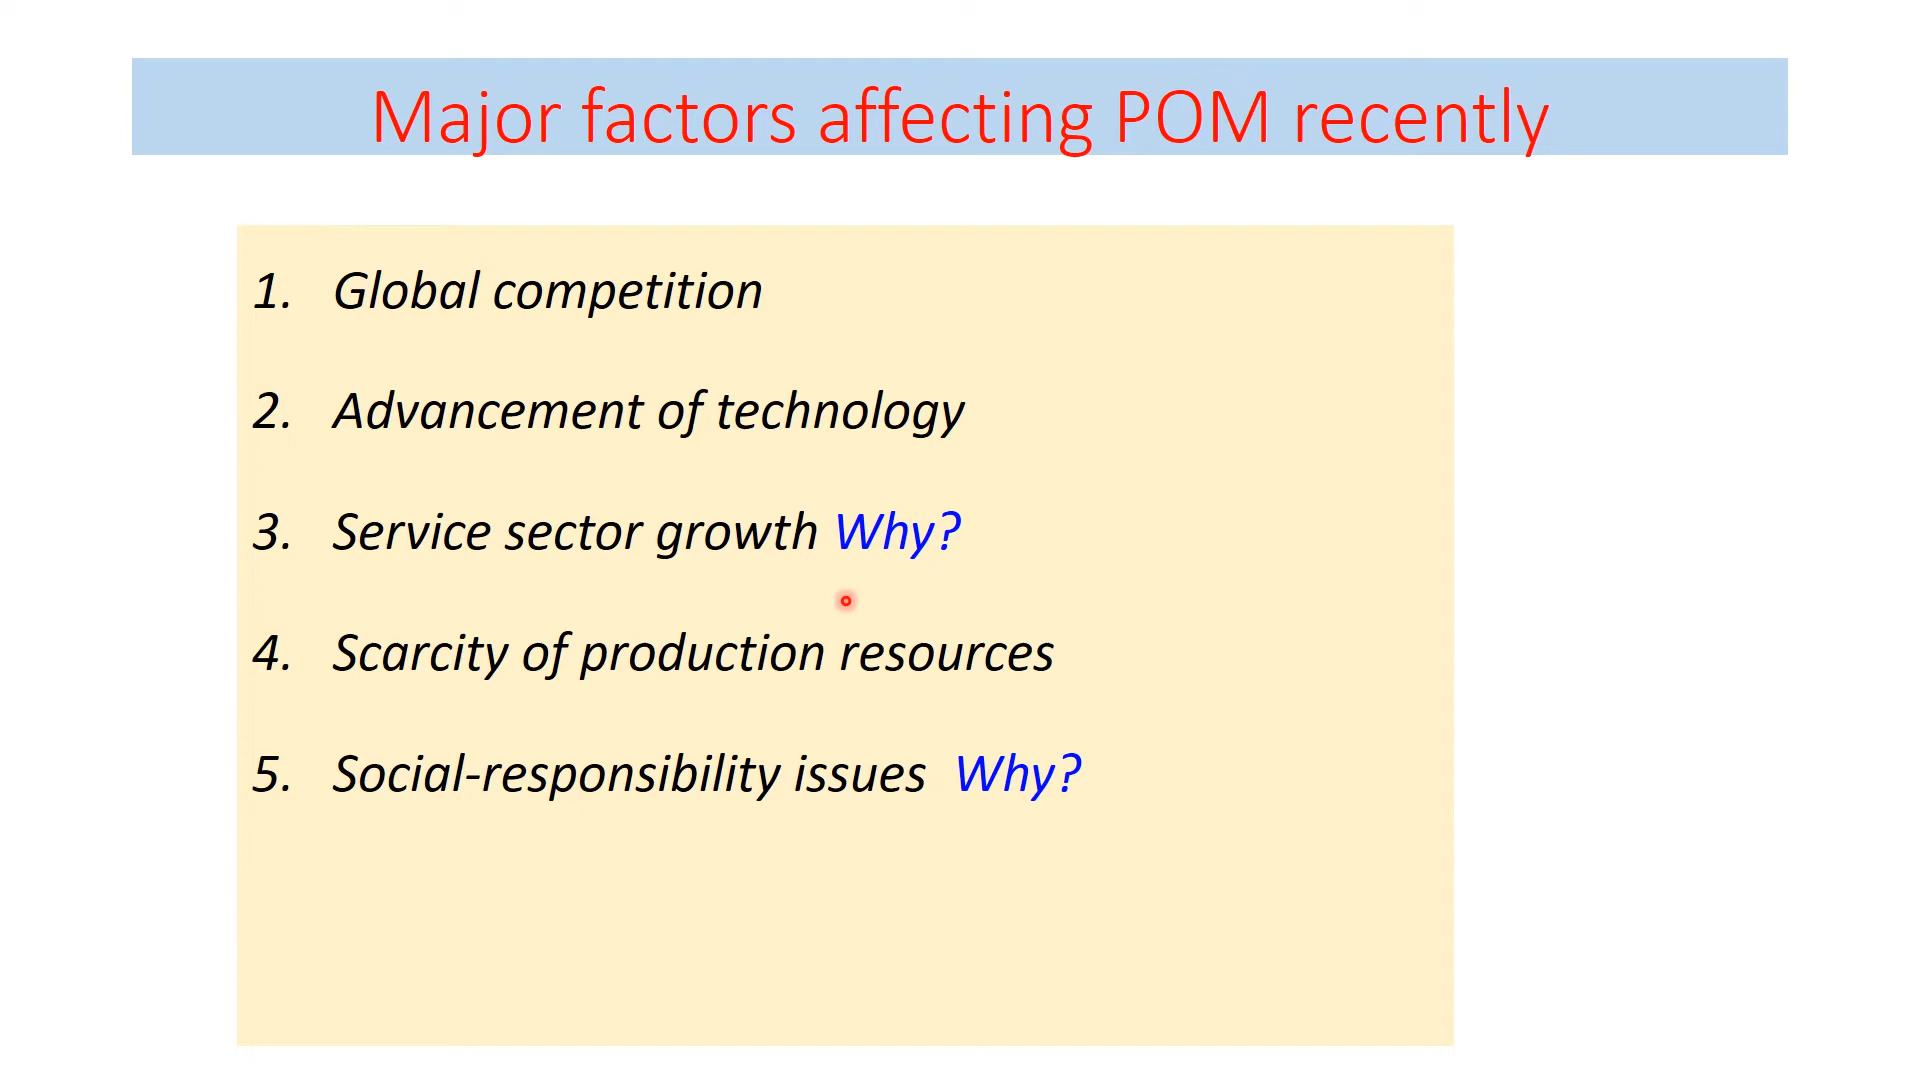 Major factors affecting POM recently
1. Global competition
2. Advancement of technology
3. Service sector growth Why?
4. Scarcity of production resources
5. Social-responsibility issues Why?